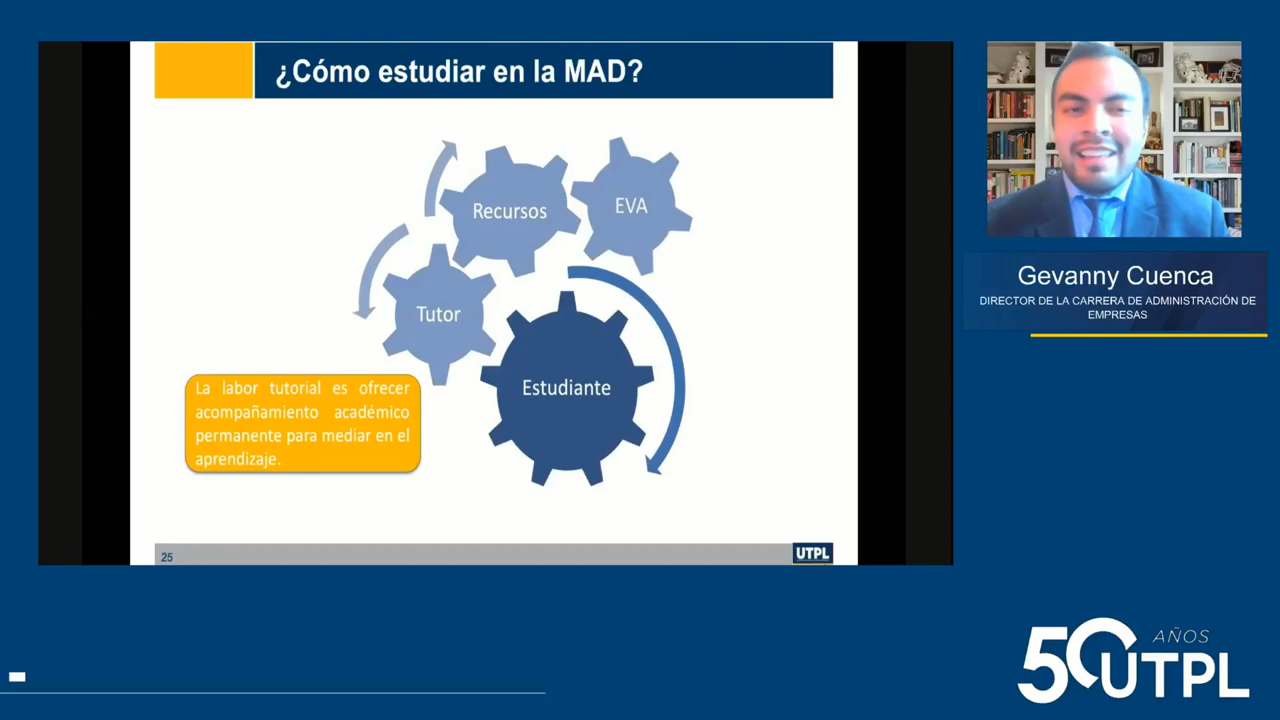 ¿Cómo estudiar en la MAD?
Recursos
EVA
Tutor
Estudiante
La labor tutorial es ofrecer
acompañamiento académico
permanente para mediar en el
aprendizaje.
25
UTPL
Gevanny Cuenca
DIRECTOR DE LA CARRERA DE ADMINISTRACIÓN DE
EMPRESAS
50 AÑOS
UTPL